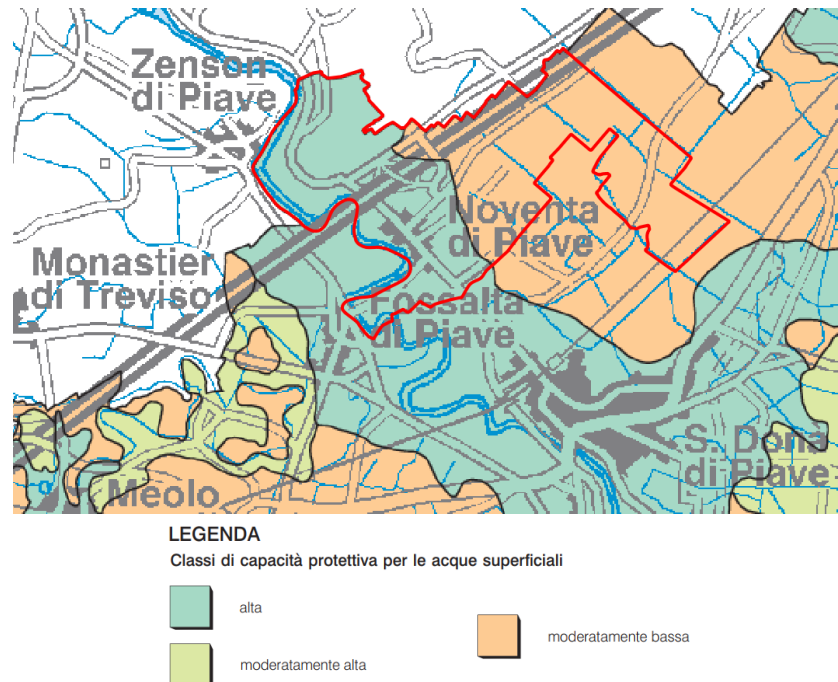 Zenson
di Piave
Noventa
di Piave
Monastier
di Treviso
Fossalta
di Piave
S. Donà
di Piave
Meolo
LEGENDA
Classi di capacità protettiva per le acque superficiali
alta
moderatamente bassa
moderatamente alta